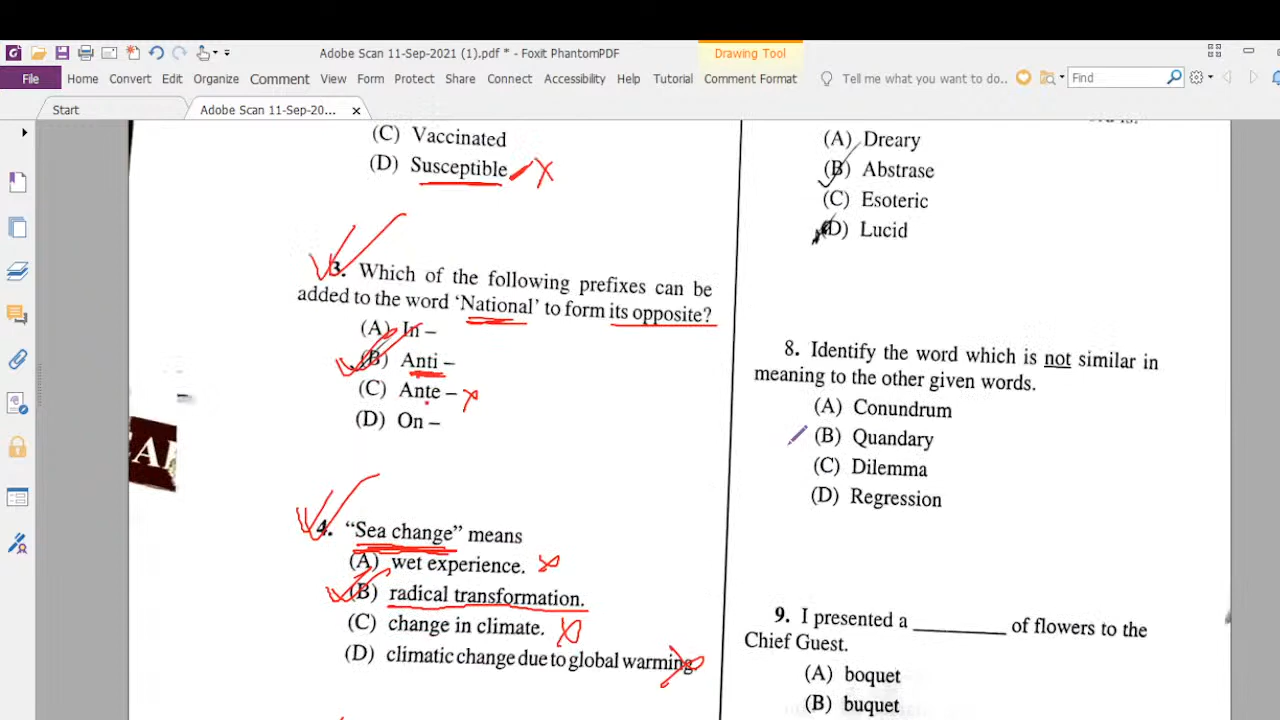 Adobe Scan 11-Sep-2021 (1).pdf * - Foxit PhantomPDF
Drawing Tool
File Home Convert Edit Organize Comment View Form Protect Share Connect Accessibility Help Tutorial Comment Format Tell me what you want to do.. Find
Start Adobe Scan 11-Sep-20...
(C) Vaccinated
(D) Susceptible
3. Which of the following prefixes can be
added to the word ‘National’ to form its opposite?
(A) In –
(B) Anti –
(C) Ante –
(D) On –
4. “Sea change” means
(A) wet experience.
(B) radical transformation.
(C) change in climate.
(D) climatic change due to global warming.
(A) Dreary
(B) Abstrase
(C) Esoteric
(D) Lucid
8. Identify the word which is not similar in
meaning to the other given words.
(A) Conundrum
(B) Quandary
(C) Dilemma
(D) Regression
9. I presented a ________ of flowers to the
Chief Guest.
(A) boquet
(B) buquet